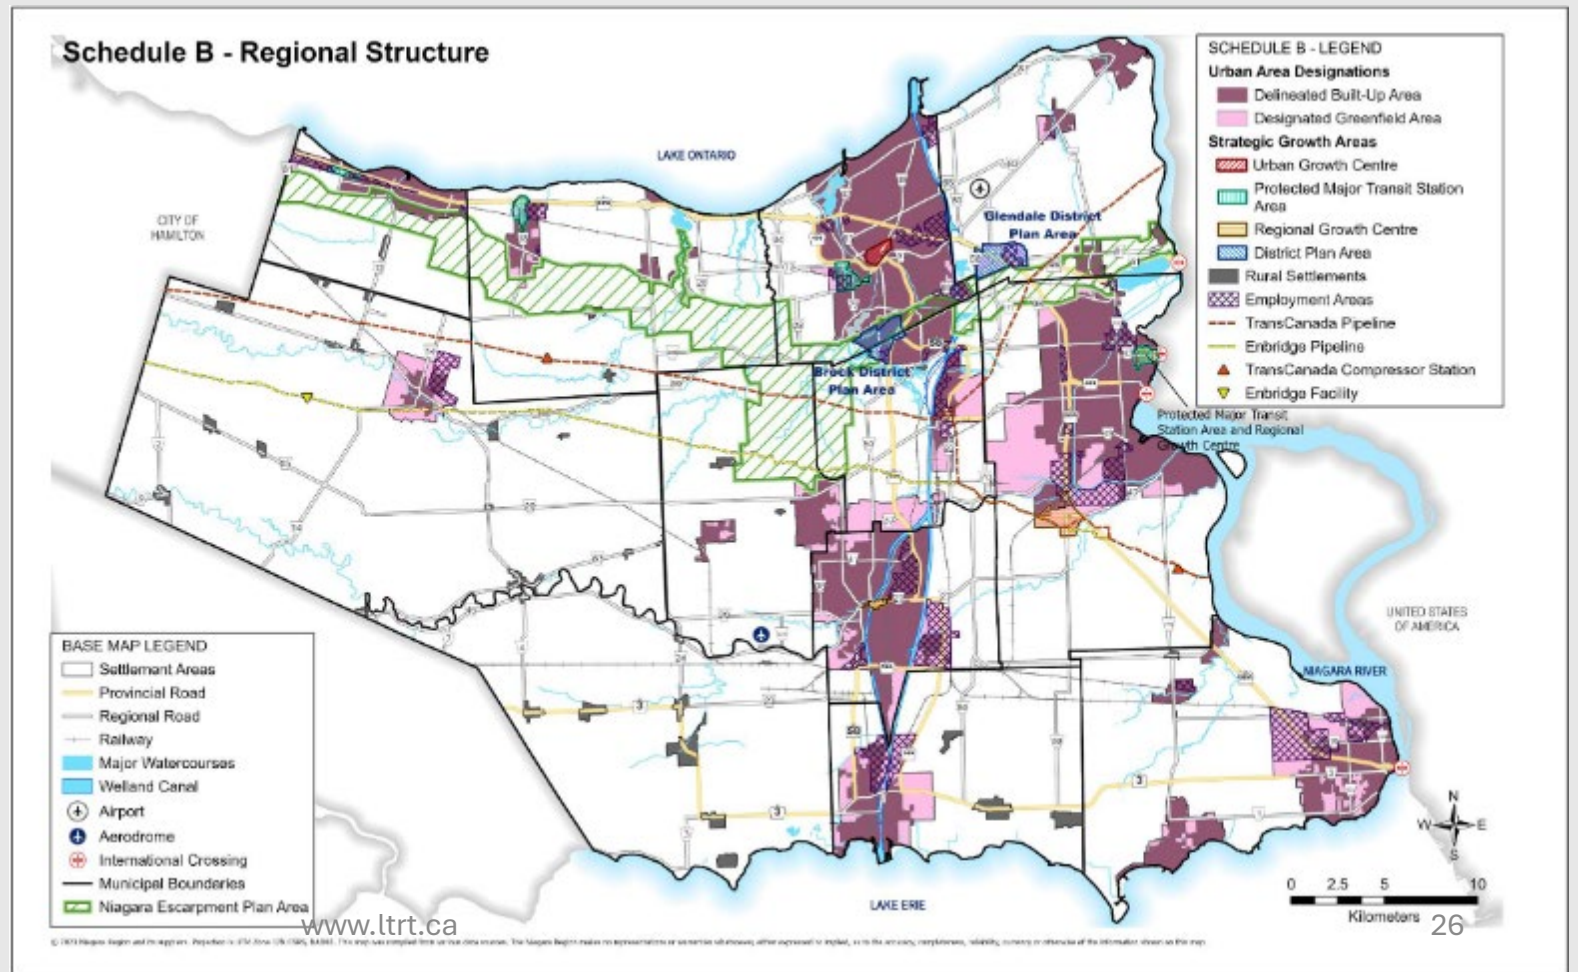 Schedule B - Regional Structure
LAKE ONTARIO
CITY OF
HAMILTON
Glendale District
Plan Area
Brock District
Plan Area
Protected Major Transit
Station Area and Regional
Growth Centre
UNITED STATES
OF AMERICA
NIAGARA RIVER
LAKE ERIE
3
3
3
SCHEDULE B - LEGEND
Urban Area Designations
Delineated Built-Up Area
Designated Greenfield Area
Strategic Growth Areas
Urban Growth Centre
Protected Major Transit Station
Area
Regional Growth Centre
District Plan Area
Rural Settlements
Employment Areas
TransCanada Pipeline
Enbridge Pipeline
TransCanada Compressor Station
Enbridge Facility
BASE MAP LEGEND
Settlement Areas
Provincial Road
Regional Road
Railway
Major Watercourses
Welland Canal
Airport
Aerodrome
International Crossing
Municipal Boundaries
Niagara Escarpment Plan Area
N
W E
S
0 2.5 5 10
Kilometers
www.ltrt.ca
26